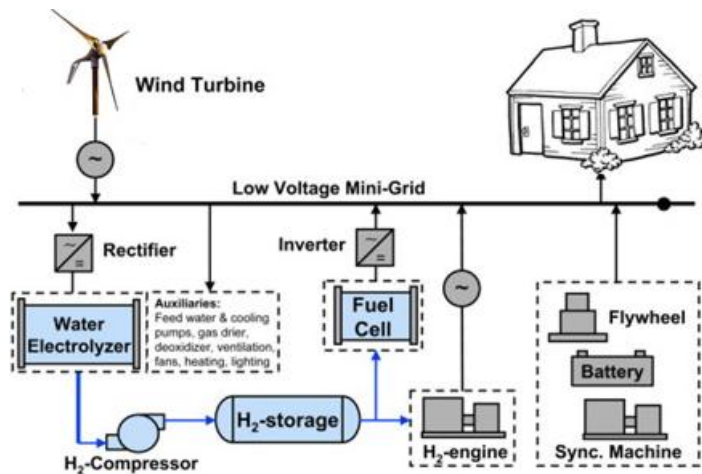 Wind Turbine
~
Low Voltage Mini-Grid
~
=
Rectifier
Inverter
~
=
~
Water
Electrolyzer
Auxiliaries:
Feed water & cooling
pumps, gas drier,
deoxidizer, ventilation,
fans, heating, lighting
Fuel
Cell
Flywheel
Battery
Sync. Machine
H₂-Compressor
H₂-storage
H₂-engine